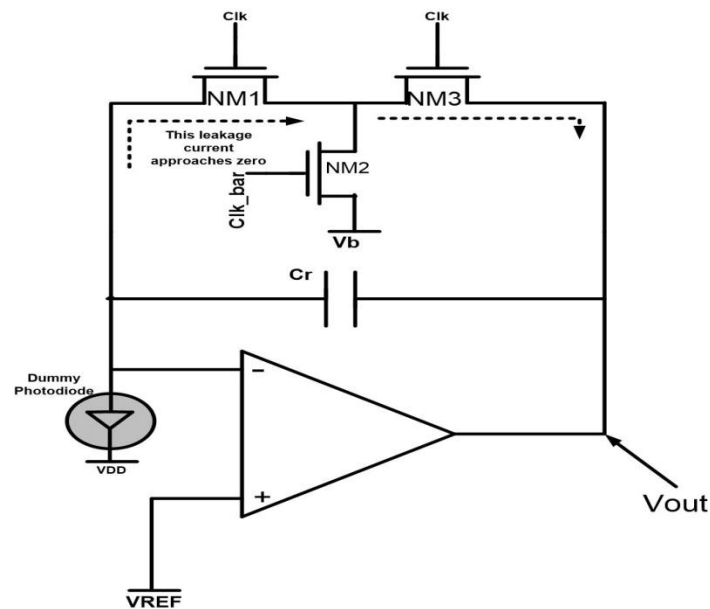 Clk
Clk
NM1
NM3
This leakage
current
approaches zero
NM2
Clk_bar
Vb
Cr
Dummy
Photodiode
−
VDD
+
Vout
VREF